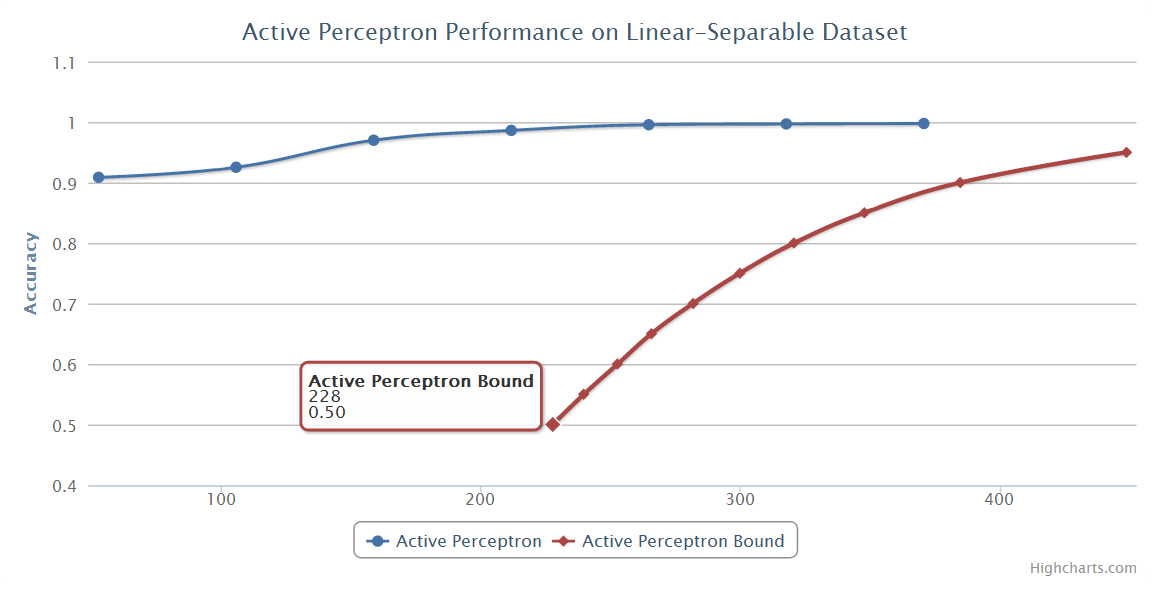 Active Perceptron Performance on Linear-Separable Dataset
1.1
1
0.9
0.8
0.7
0.6
0.5
0.4
Accuracy
Active Perceptron Bound
228
0.50
100 200 300 400
Active Perceptron Active Perceptron Bound
Highcharts.com